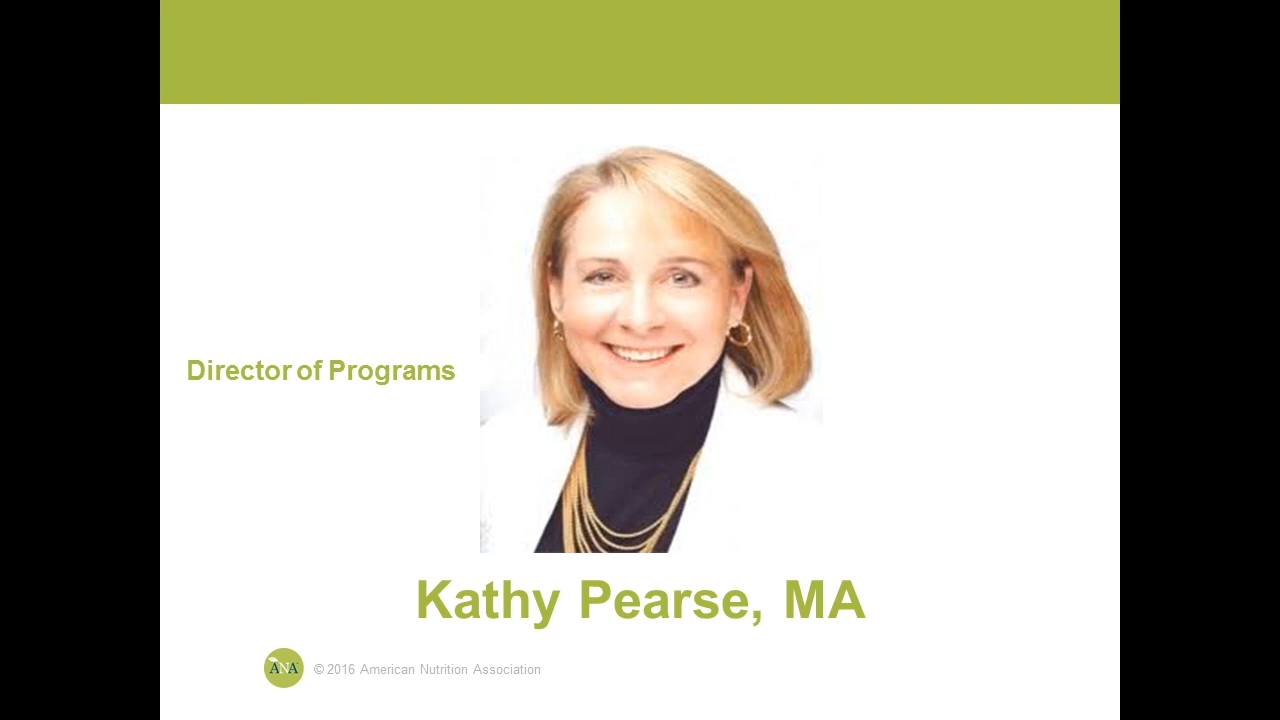 Director of Programs
Kathy Pearse, MA
ANA
© 2016 American Nutrition Association